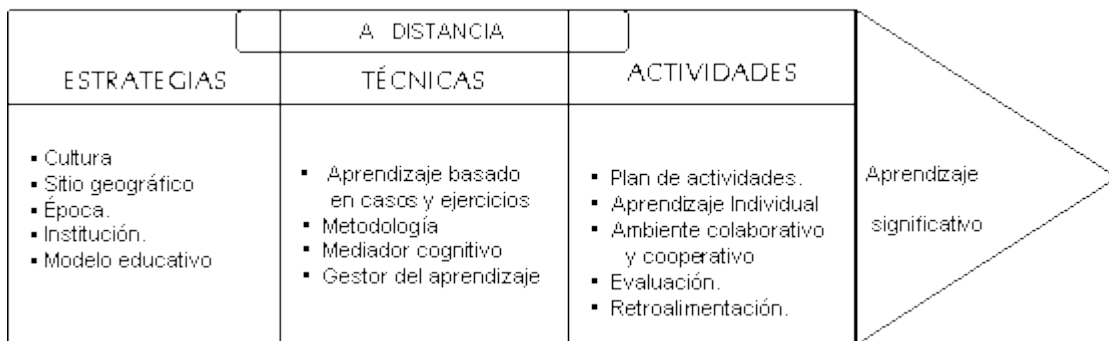 A DISTANCIA
ESTRATEGIAS
TÉCNICAS
ACTIVIDADES
▪ Cultura
▪ Sitio geográfico
▪ Época.
▪ Institución.
▪ Modelo educativo
▪ Aprendizaje basado
en casos y ejercicios
▪ Metodología
▪ Mediador cognitivo
▪ Gestor del aprendizaje
▪ Plan de actividades.
▪ Aprendizaje Individual
▪ Ambiente colaborativo
y cooperativo
▪ Evaluación.
▪ Retroalimentación.
Aprendizaje
significativo